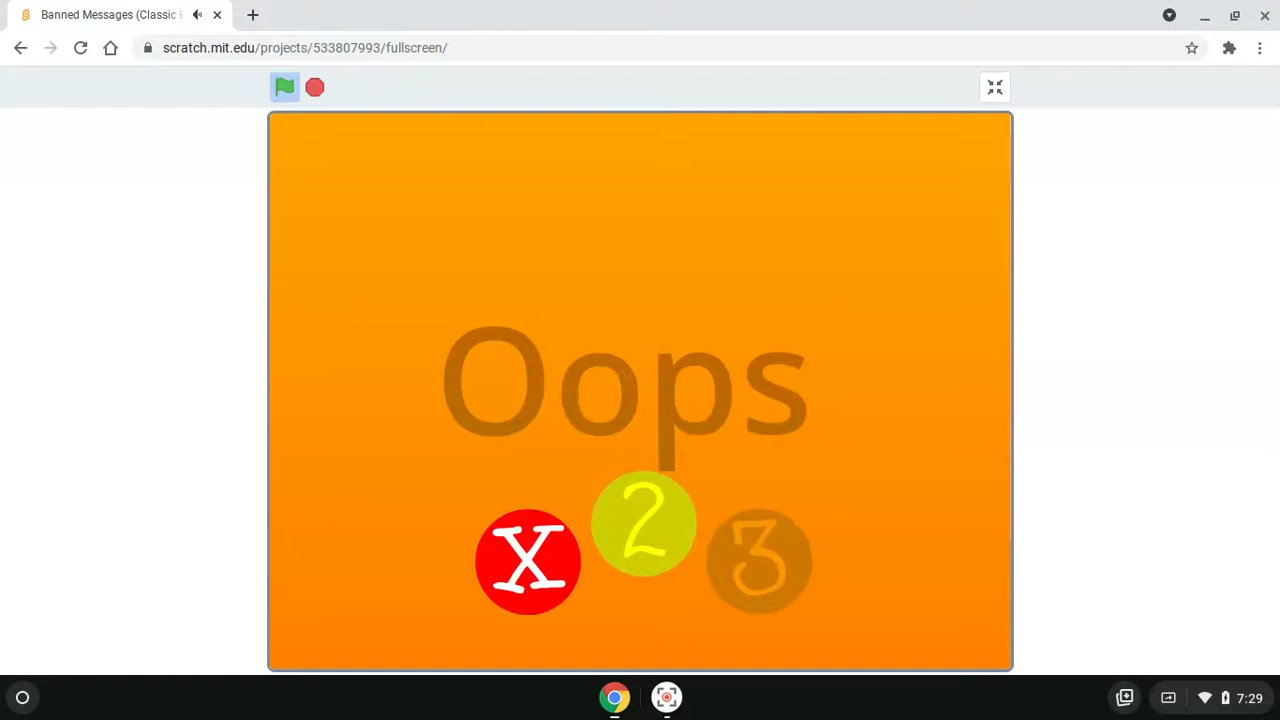 Banned Messages (Classic E
scratch.mit.edu/projects/533807993/fullscreen/
Oops
X 2 3
7:29